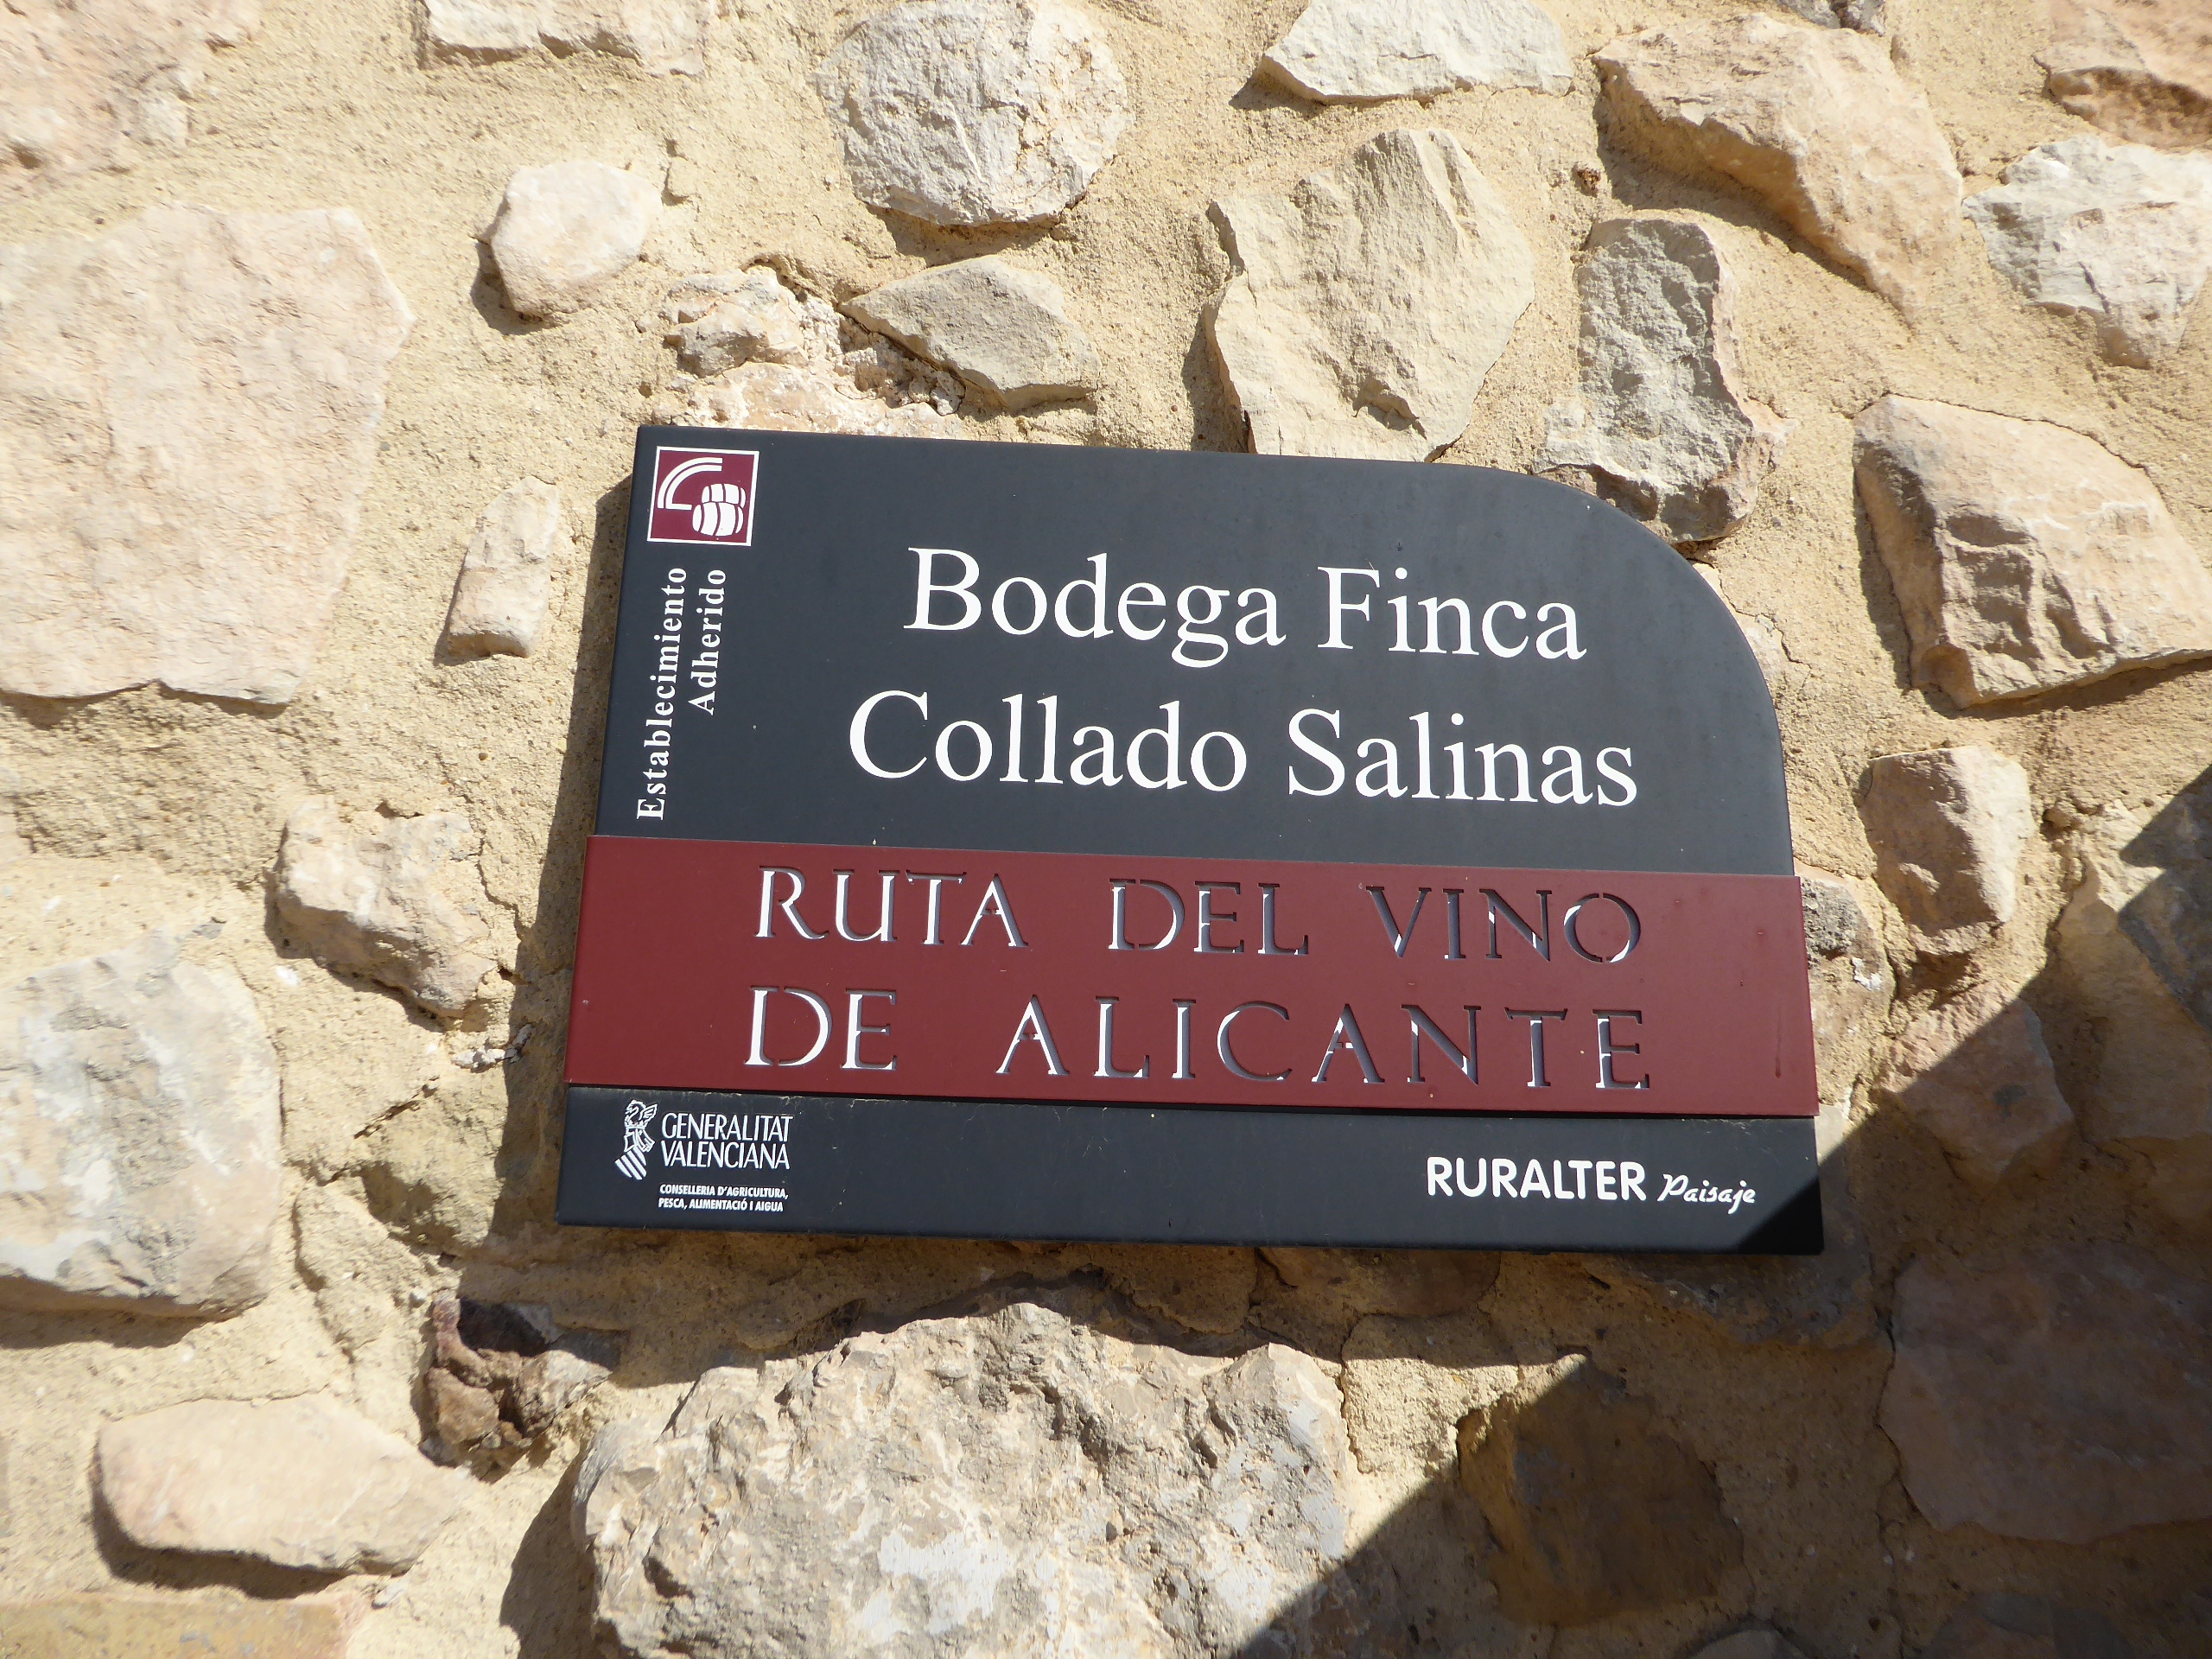 Establecimiento
Adherido
Bodega Finca
Collado Salinas
RUTA DEL VINO
DE ALICANTE
GENERALITAT
VALENCIANA
CONSELLERIA D'AGRICULTURA,
PESCA, ALIMENTACIÓ I AIGUA
RURALTER Paisaje